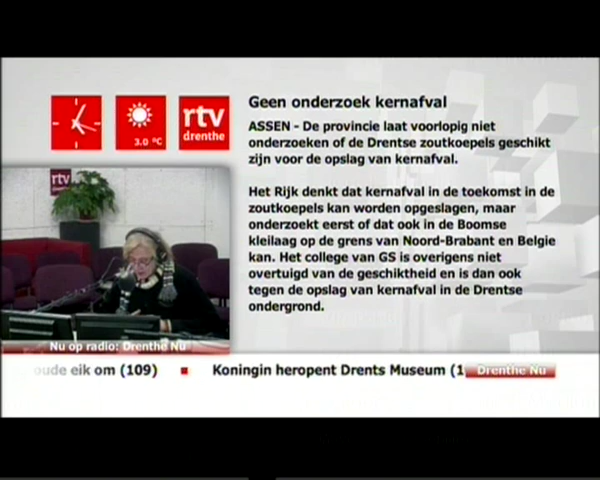 Geen onderzoek kernafval
rtv
drenthe
3.0 °C
ASSEN - De provincie laat voorlopig niet
onderzoeken of de Drentse zoutkoepels geschikt
zijn voor de opslag van kernafval.
Het Rijk denkt dat kernafval in de toekomst in de
zoutkoepels kan worden opgeslagen, maar
onderzoekt eerst of dat ook in de Boomse
kleilaag op de grens van Noord-Brabant en Belgie
kan. Het college van GS is overigens niet
overtuigd van de geschiktheid en is dan ook
tegen de opslag van kernafval in de Drentse
ondergrond.
rtv
Nu op radio: Drenthe Nu
oude eik om (109) Koningin heropent Drents Museum (1 Drenthe Nu